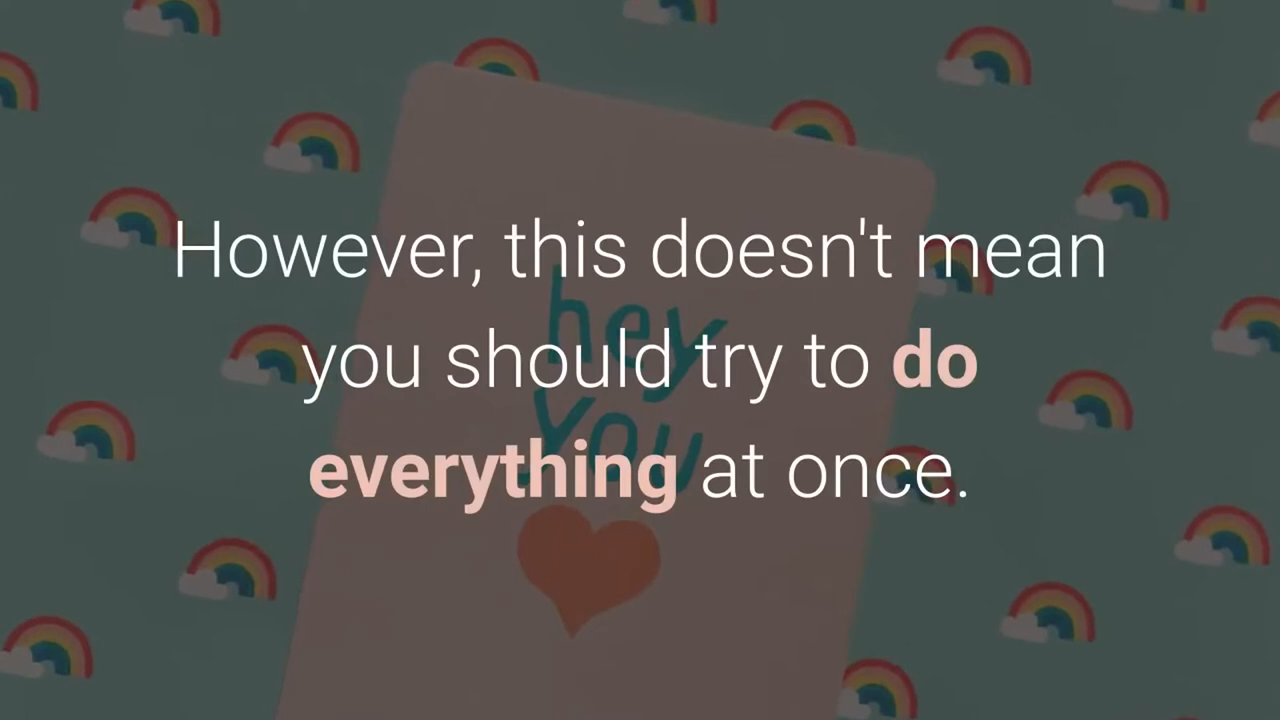 However, this doesn't mean
you should try to do
everything at once.
hey
you